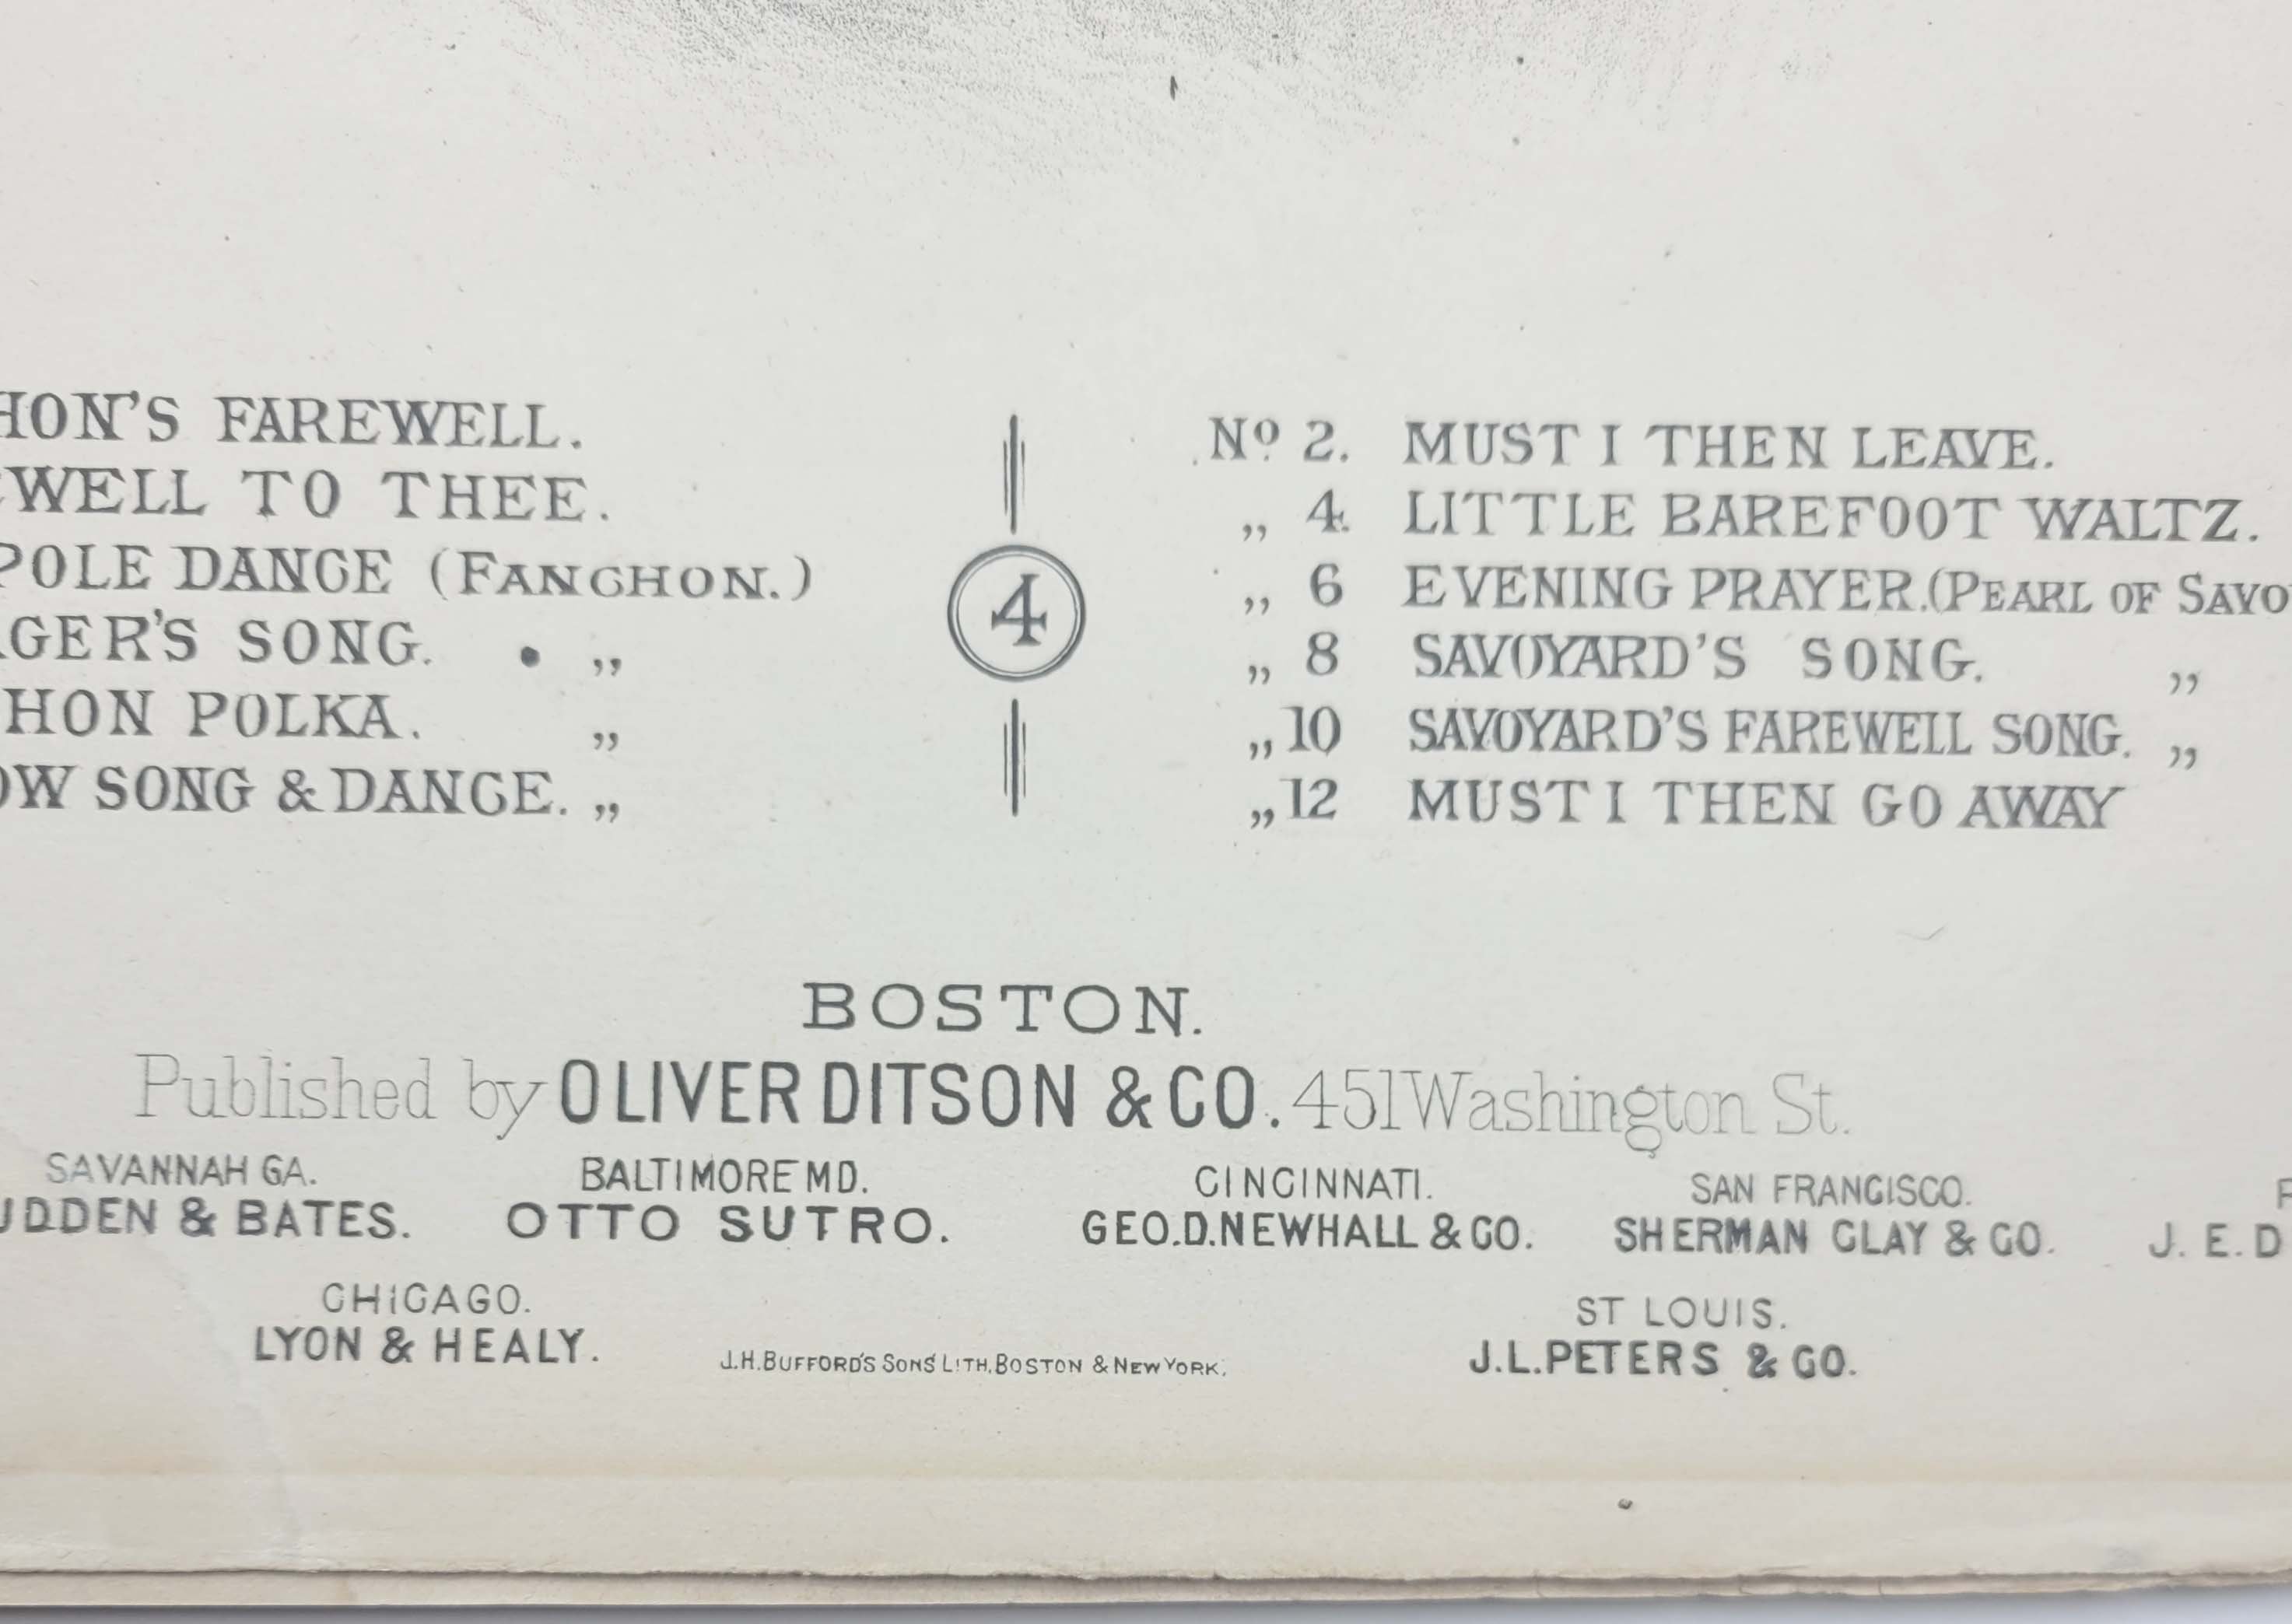 HON'S FAREWELL.
WELL TO THEE.
POLE DANCE (FANCHON.)
GER'S SONG. • „
HON POLKA. „
OW SONG & DANCE. „
4
No 2. MUST I THEN LEAVE.
„ 4. LITTLE BAREFOOT WALTZ.
„ 6 EVENING PRAYER. (PEARL OF SAVO
„ 8 SAVOYARD'S SONG. „
„ 10 SAVOYARD'S FAREWELL SONG. „
„ 12 MUST I THEN GO AWAY
BOSTON.
Published by OLIVER DITSON & CO. 451 Washington St.
SAVANNAH GA. BALTIMORE MD. CINCINNATI. SAN FRANCISCO.
UDDEN & BATES. OTTO SUTRO. GEO. D. NEWHALL & CO. SHERMAN CLAY & CO. J. E. D
CHICAGO. ST LOUIS.
LYON & HEALY. J.H. BUFFORD'S SONS LITH. BOSTON & NEW YORK. J. L. PETERS & CO.